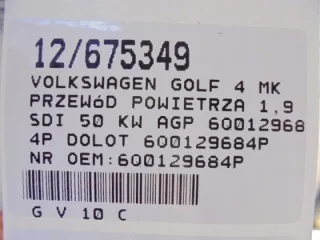 12/675349
VOLKSWAGEN GOLF 4 MK
PRZEWÓD POWIETRZA 1,9
SDI 50 KW AGP 60012968
4P DOLOT 600129684P
NR OEM:600129684P
G V 10 C